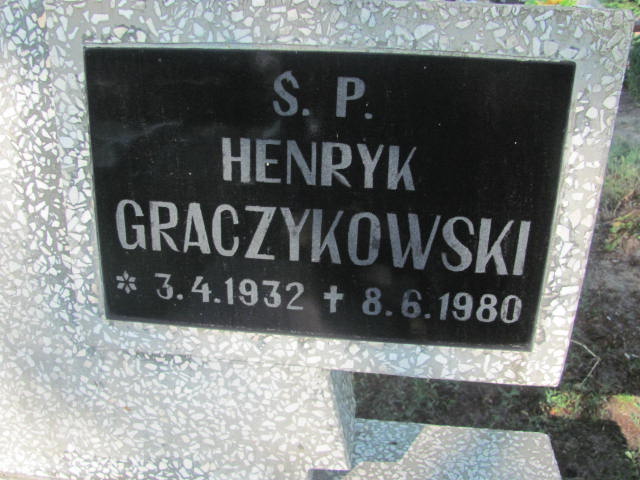 Ś. P.
HENRYK
GRACZYKOWSKI
* 3.4.1932 ✝ 8.6.1980